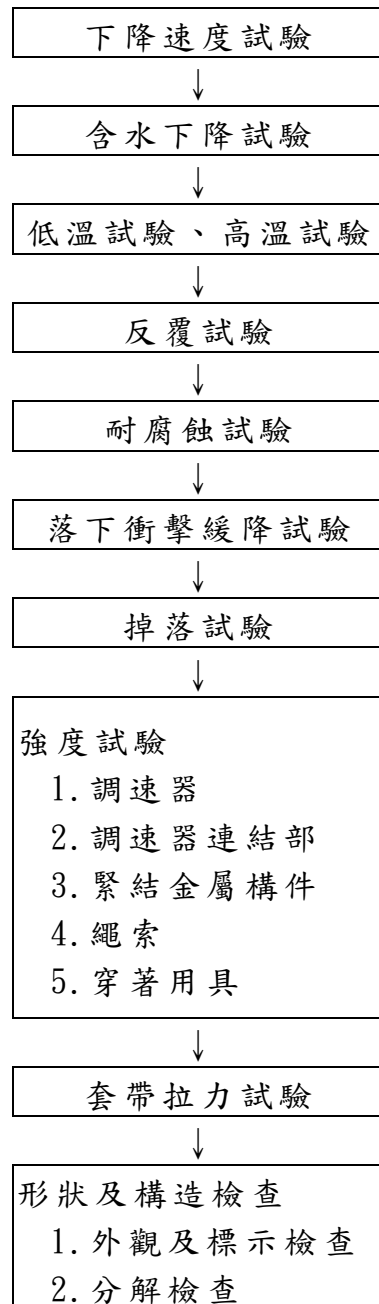 下降速度試驗
↓
含水下降試驗
↓
低溫試驗、高溫試驗
↓
反覆試驗
↓
耐腐蝕試驗
↓
落下衝擊緩降試驗
↓
掉落試驗
↓
強度試驗
1.調速器
2.調速器連結部
3.緊結金屬構件
4.繩索
5.穿著用具
↓
套帶拉力試驗
↓
形狀及構造檢查
1.外觀及標示檢查
2.分解檢查